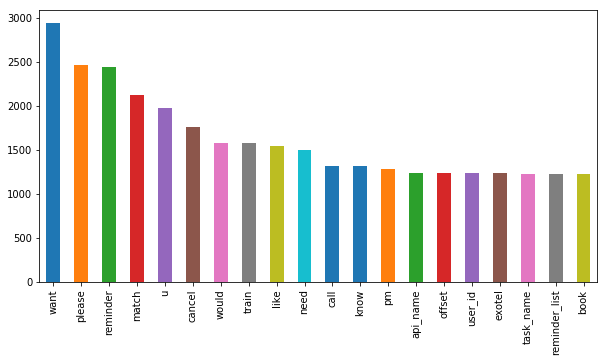 3000
2500
2000
1500
1000
500
0
want
please
reminder
match
u
cancel
would
train
like
need
call
know
pm
api_name
offset
user_id
exotel
task_name
reminder_list
book